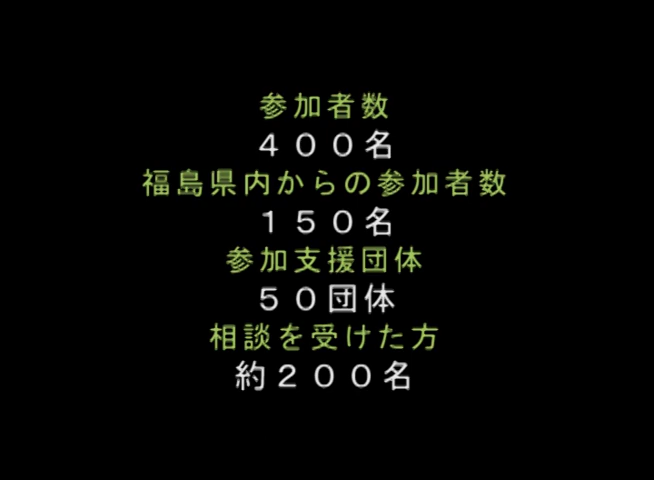 参加者数
４００名
福島県内からの参加者数
１５０名
参加支援団体
５０団体
相談を受けた方
約２００名